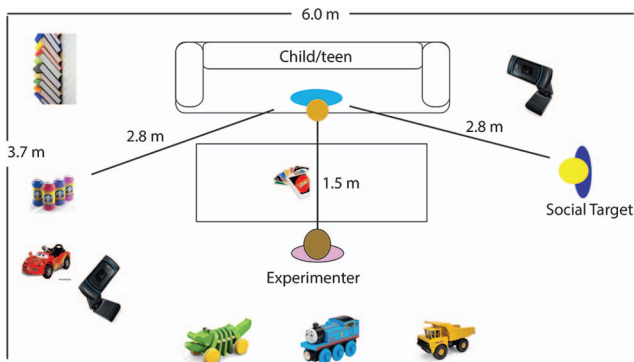 6.0 m
Child/teen
2.8 m
2.8 m
3.7 m
1.5 m
Social Target
Experimenter